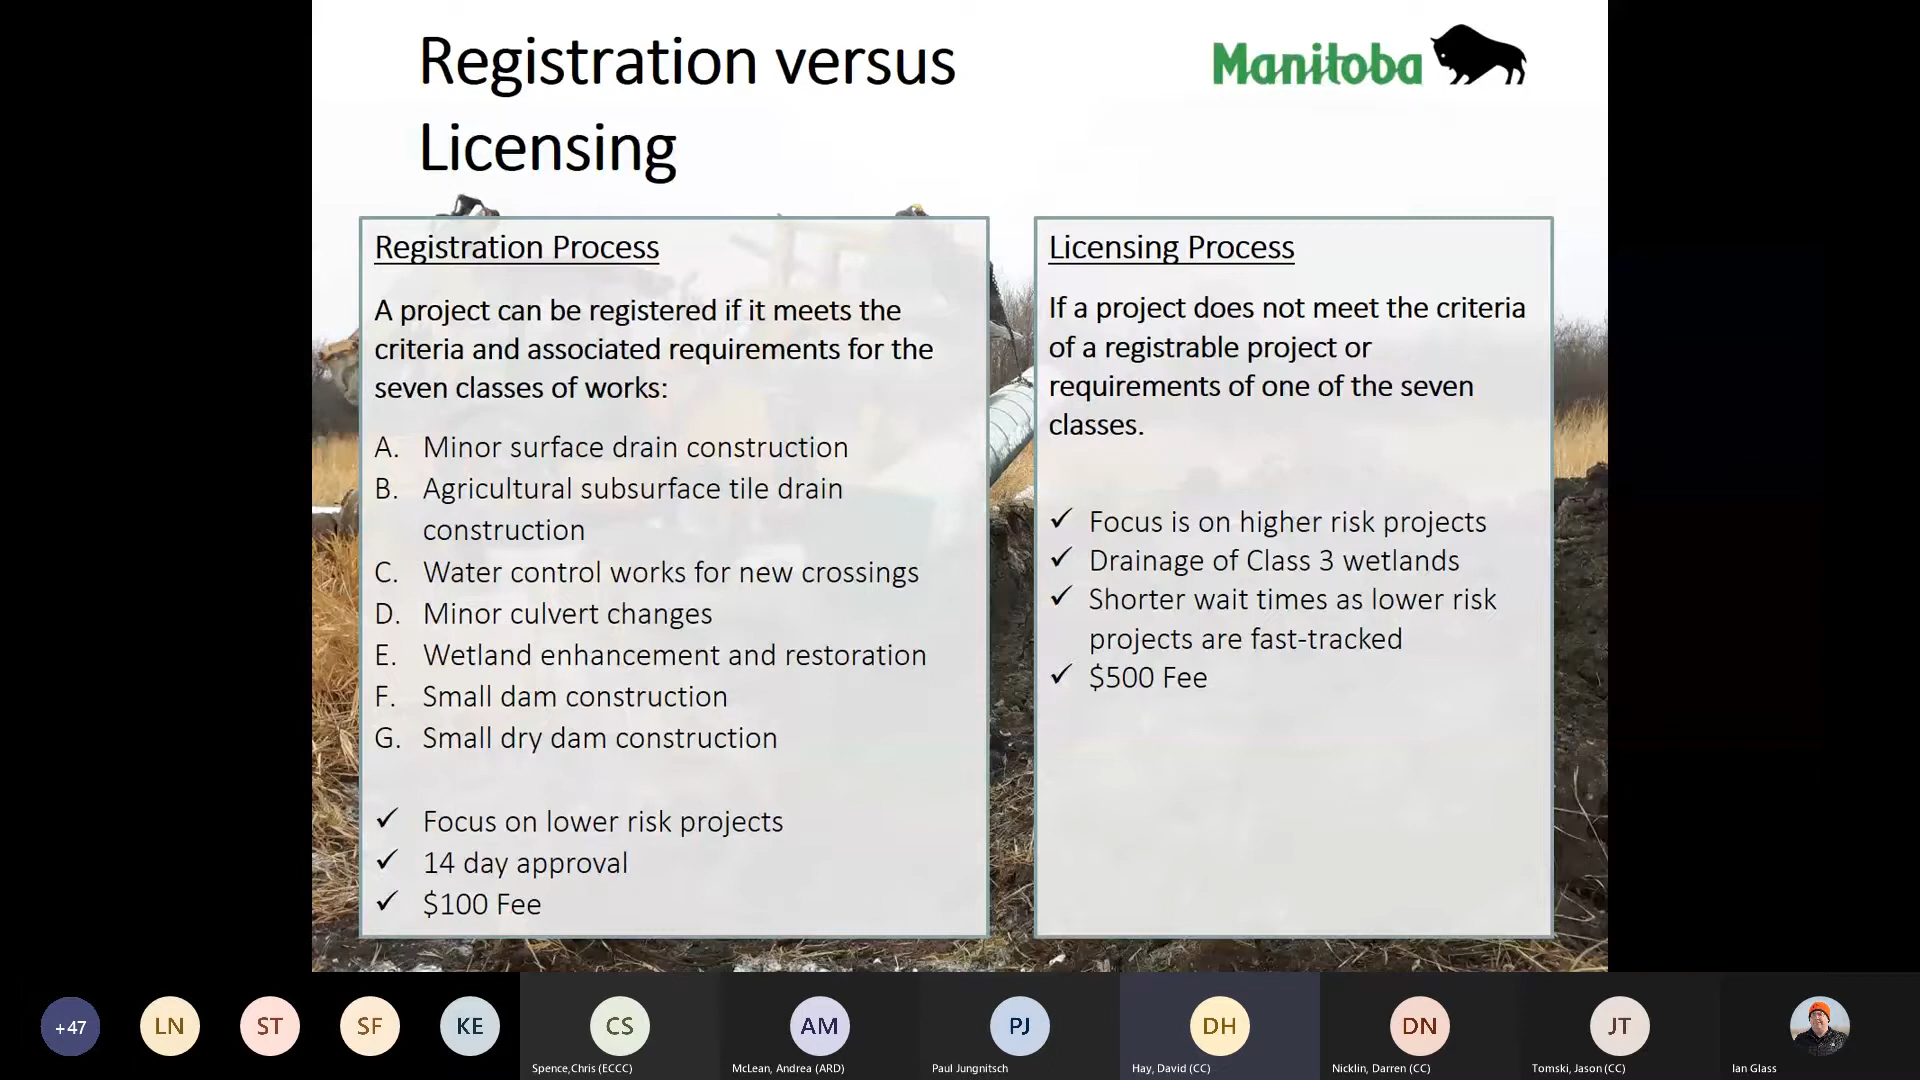 Registration versus
Licensing
Manitoba
Registration Process
A project can be registered if it meets the
criteria and associated requirements for the
seven classes of works:
A. Minor surface drain construction
B. Agricultural subsurface tile drain
construction
C. Water control works for new crossings
D. Minor culvert changes
E. Wetland enhancement and restoration
F. Small dam construction
G. Small dry dam construction
✓ Focus on lower risk projects
✓ 14 day approval
✓ $100 Fee
Licensing Process
If a project does not meet the criteria
of a registrable project or
requirements of one of the seven
classes.
✓ Focus is on higher risk projects
✓ Drainage of Class 3 wetlands
✓ Shorter wait times as lower risk
projects are fast-tracked
✓ $500 Fee
+47
LN
ST
SF
KE
CS
AM
PJ
DH
DN
JT
Spence,Chris (ECCC)
McLean, Andrea (ARD)
Paul Jungnitsch
Hay, David (CC)
Nicklin, Darren (CC)
Tomski, Jason (CC)
Ian Glass